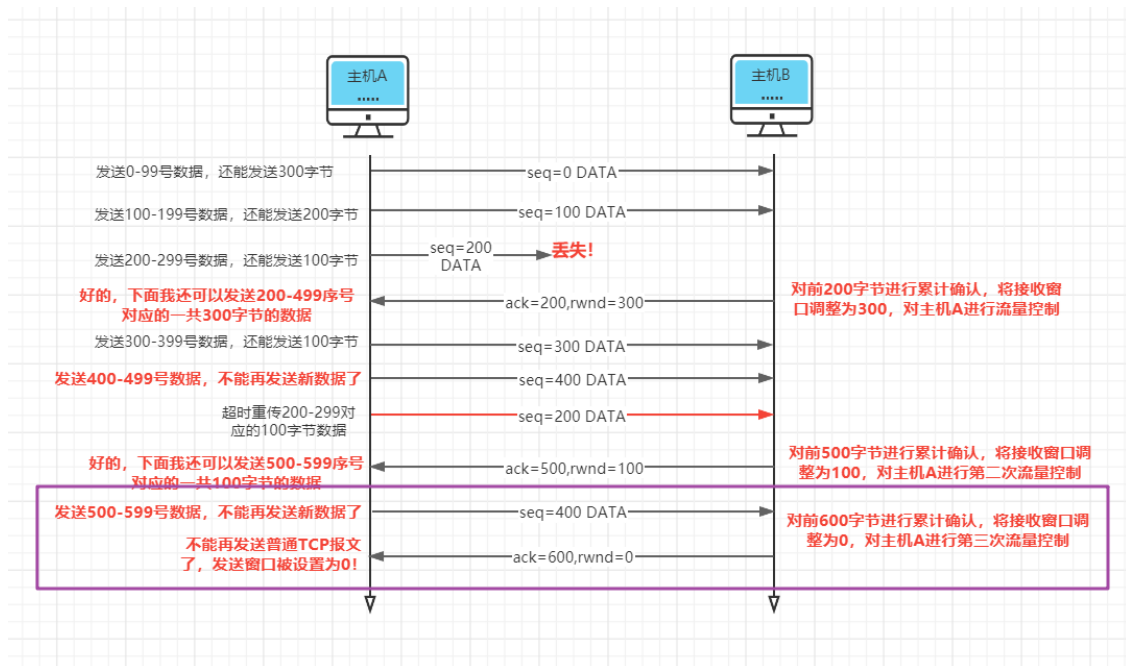 主机A
主机B
发送0-99号数据，还能发送300字节
seq=0 DATA
发送100-199号数据，还能发送200字节
seq=100 DATA
发送200-299号数据，还能发送100字节
seq=200
DATA
丢失！
好的，下面我还可以发送200-499序号
对应的一共300字节的数据
ack=200,rwnd=300
对前200字节进行累计确认，将接收窗
口调整为300，对主机A进行流量控制
发送300-399号数据，还能发送100字节
seq=300 DATA
发送400-499号数据，不能再发送新数据了
seq=400 DATA
超时重传200-299对
应的100字节数据
seq=200 DATA
好的，下面我还可以发送500-599序号
对应的一共100字节的数据
ack=500,rwnd=100
对前500字节进行累计确认，将接收窗口调
整为100，对主机A进行第二次流量控制
发送500-599号数据，不能再发送新数据了
seq=400 DATA
对前600字节进行累计确认，将接收窗口调
整为0，对主机A进行第三次流量控制
不能再发送普通TCP报文
了，发送窗口被设置为0!
ack=600,rwnd=0